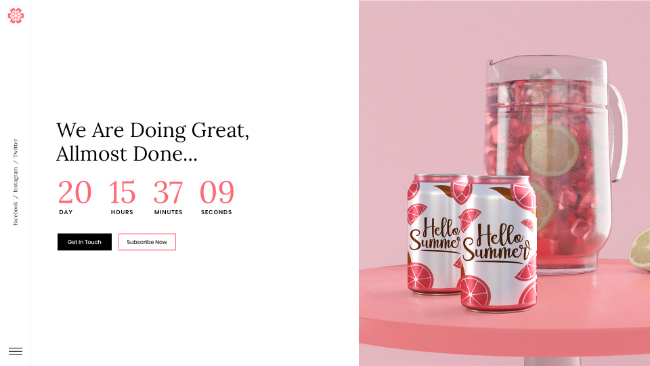 We Are Doing Great,
Allmost Done...
20 15 37 09
DAY HOURS MINUTES SECONDS
Get In Touch Subscribe Now
Facebook / Instagram / Twitter
Hello
Summer
Hello
Summer